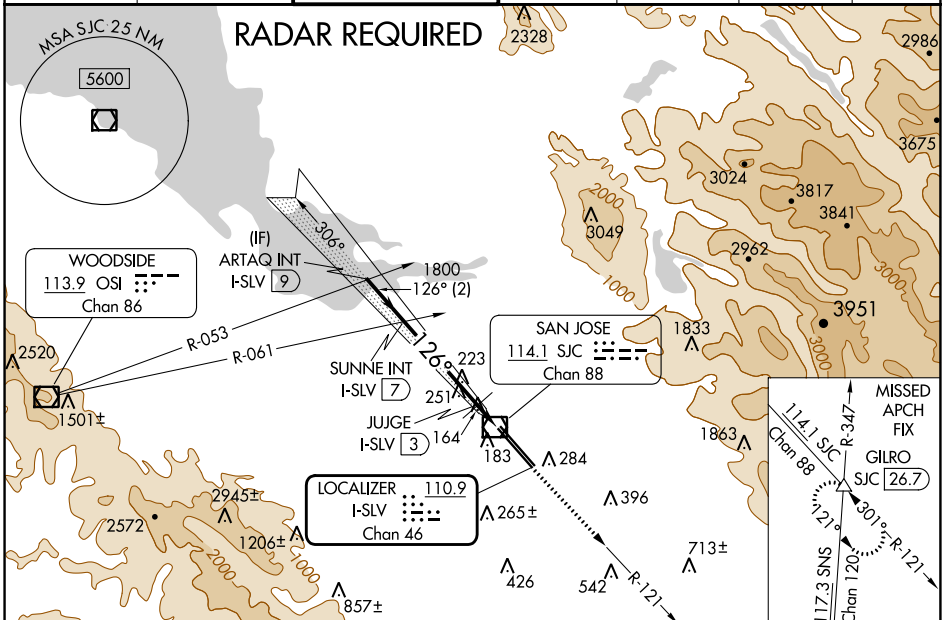 RADAR REQUIRED
MSA SJC 25 NM
5600
2328
2986
3675
3024
3817
3841
2000
3049
1000
2962
3000
3951
3000
1833
1863
306°
(IF)
ARTAQ INT
I-SLV 9
1800
126° (2)
WOODSIDE
113.9 OSI
Chan 86
R-053
R-061
2520
1501±
SUNNE INT
I-SLV 7
126°
223
251
JUJGE
I-SLV 3
164
183
SAN JOSE
114.1 SJC
Chan 88
284
LOCALIZER 110.9
I-SLV
Chan 46
265±
396
426
542
713±
R-121
2945±
2572
1206±
1000
2000
857±
MISSED
APCH
FIX
GILRO
SJC 26.7
114.1 SJC
Chan 88
R-347
121°
301°
R-121
117.3 SNS
Chan 120